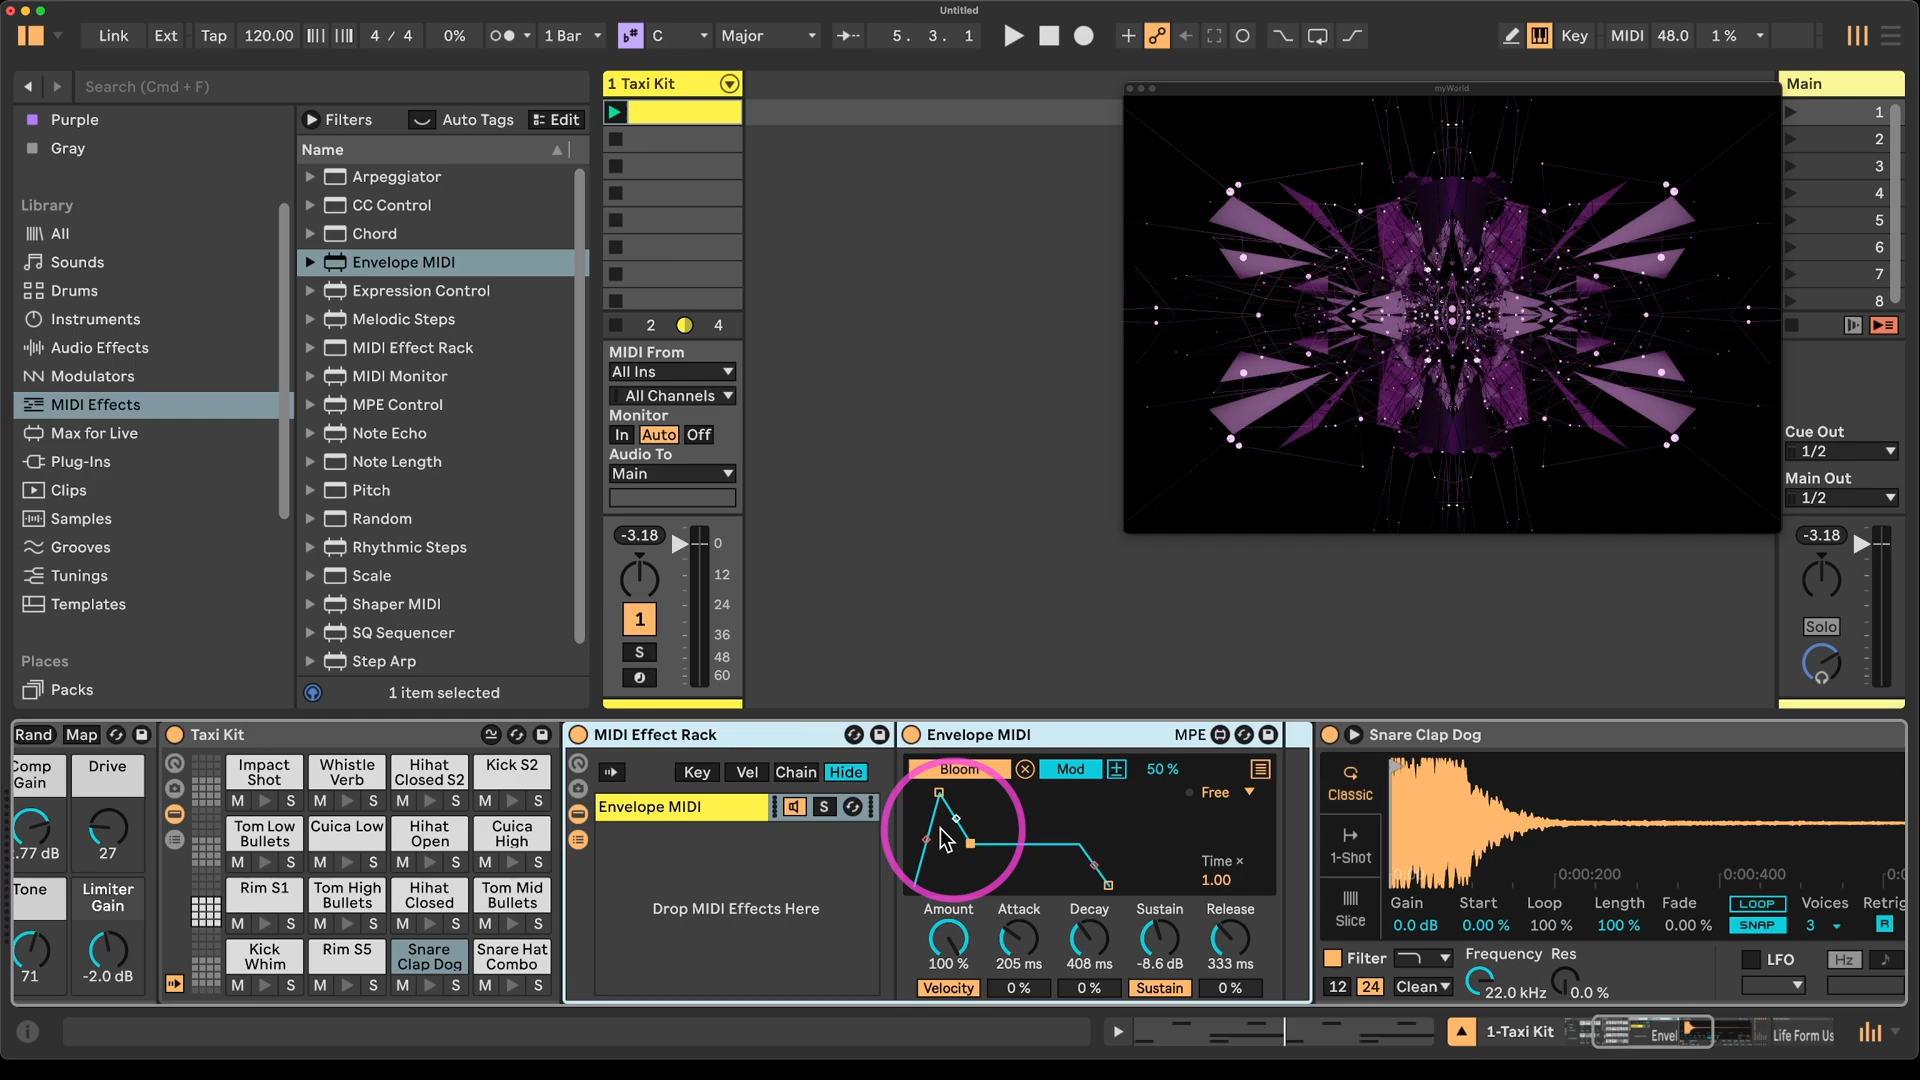 Untitled
Link Ext Tap 120.00 4 / 4 0% 1 Bar C Major 5. 3. 1 Key MIDI 48.0 1 %
Search (Cmd + F)
Purple
Gray
Library
All
Sounds
Drums
Instruments
Audio Effects
Modulators
MIDI Effects
Max for Live
Plug-Ins
Clips
Samples
Grooves
Tunings
Templates
Places
Packs
Filters Auto Tags Edit
Name
Arpeggiator
CC Control
Chord
Envelope MIDI
Expression Control
Melodic Steps
MIDI Effect Rack
MIDI Monitor
MPE Control
Note Echo
Note Length
Pitch
Random
Rhythmic Steps
Scale
Shaper MIDI
SQ Sequencer
Step Arp
1 item selected
1 Taxi Kit
2 4
MIDI From
All Ins
All Channels
Monitor
In Auto Off
Audio To
Main
-3.18
0
12
24
36
48
60
1
S
myWorld
Main
1
2
3
4
5
6
7
8
Cue Out
1/2
Main Out
1/2
-3.18
Solo
Rand Map
Drive
.77 dB 27
Tone Limiter Gain
71 -2.0 dB
Taxi Kit
Impact Shot Whistle Verb Hihat Closed S2 Kick S2
M S M S M S M S
Tom Low Bullets Cuica Low Hihat Open Cuica High
M S M S M S M S
Rim S1 Tom High Bullets Hihat Closed Tom Mid Bullets
M S M S M S M S
Kick Whim Rim S5 Snare Clap Dog Snare Hat Combo
M S M S M S M S
MIDI Effect Rack
Key Vel Chain Hide
Envelope MIDI S
Drop MIDI Effects Here
Envelope MIDI MPE
Bloom Mod 50 %
Free
Time ×
1.00
Amount Attack Decay Sustain Release
100 % 205 ms 408 ms -8.6 dB 333 ms
Velocity 0 % 0 % Sustain 0 %
Snare Clap Dog
Classic
1-Shot
Slice
0:00:200 0:00:400
Gain Start Loop Length Fade LOOP Voices Retrig
0.0 dB 0.00 % 100 % 100 % 0.00 % SNAP 3 R
Filter Frequency Res LFO Hz
12 24 Clean 22.0 kHz 0.0 %
1-Taxi Kit Envel Life Form Us